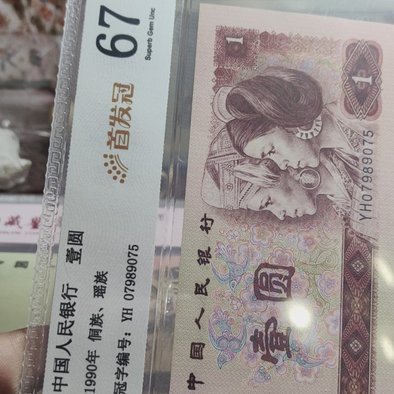 67
Superb Gem Unc
首发冠
中国人民银行 壹圆
1990年 侗族、瑶族
冠字编号: YH 07989075
1
1
YH07989075
中国人民银行
壹圆